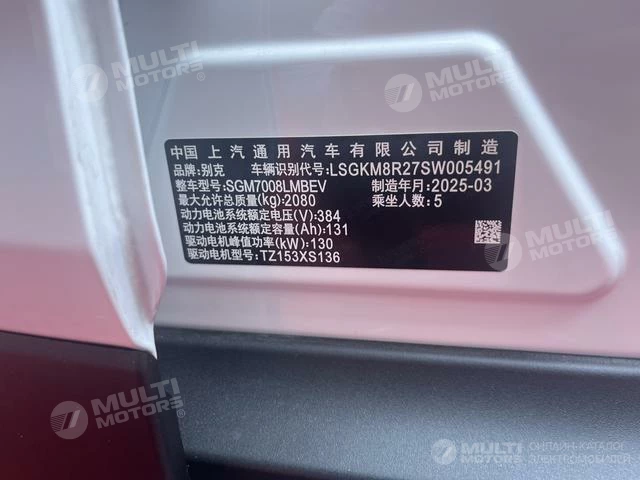 MULTI
MOTORS®
MULTI
MOTORS®
中国上汽通用汽车有限公司制造
品牌:别克 车辆识别代号:LSGKM8R27SW005491
整车型号:SGM7008LMBEV 制造年月:2025-03
最大允许总质量(kg):2080 乘坐人数:5
动力电池系统额定电压(V):384
动力电池系统额定容量(Ah):131
驱动电机峰值功率(kW):130
驱动电机型号:TZ153XS136
MULTI
MOTORS®
MULTI
MOTORS
ОНЛАЙН-КАТАЛОГ
ЭЛЕКТРОМОБИЛЕЙ